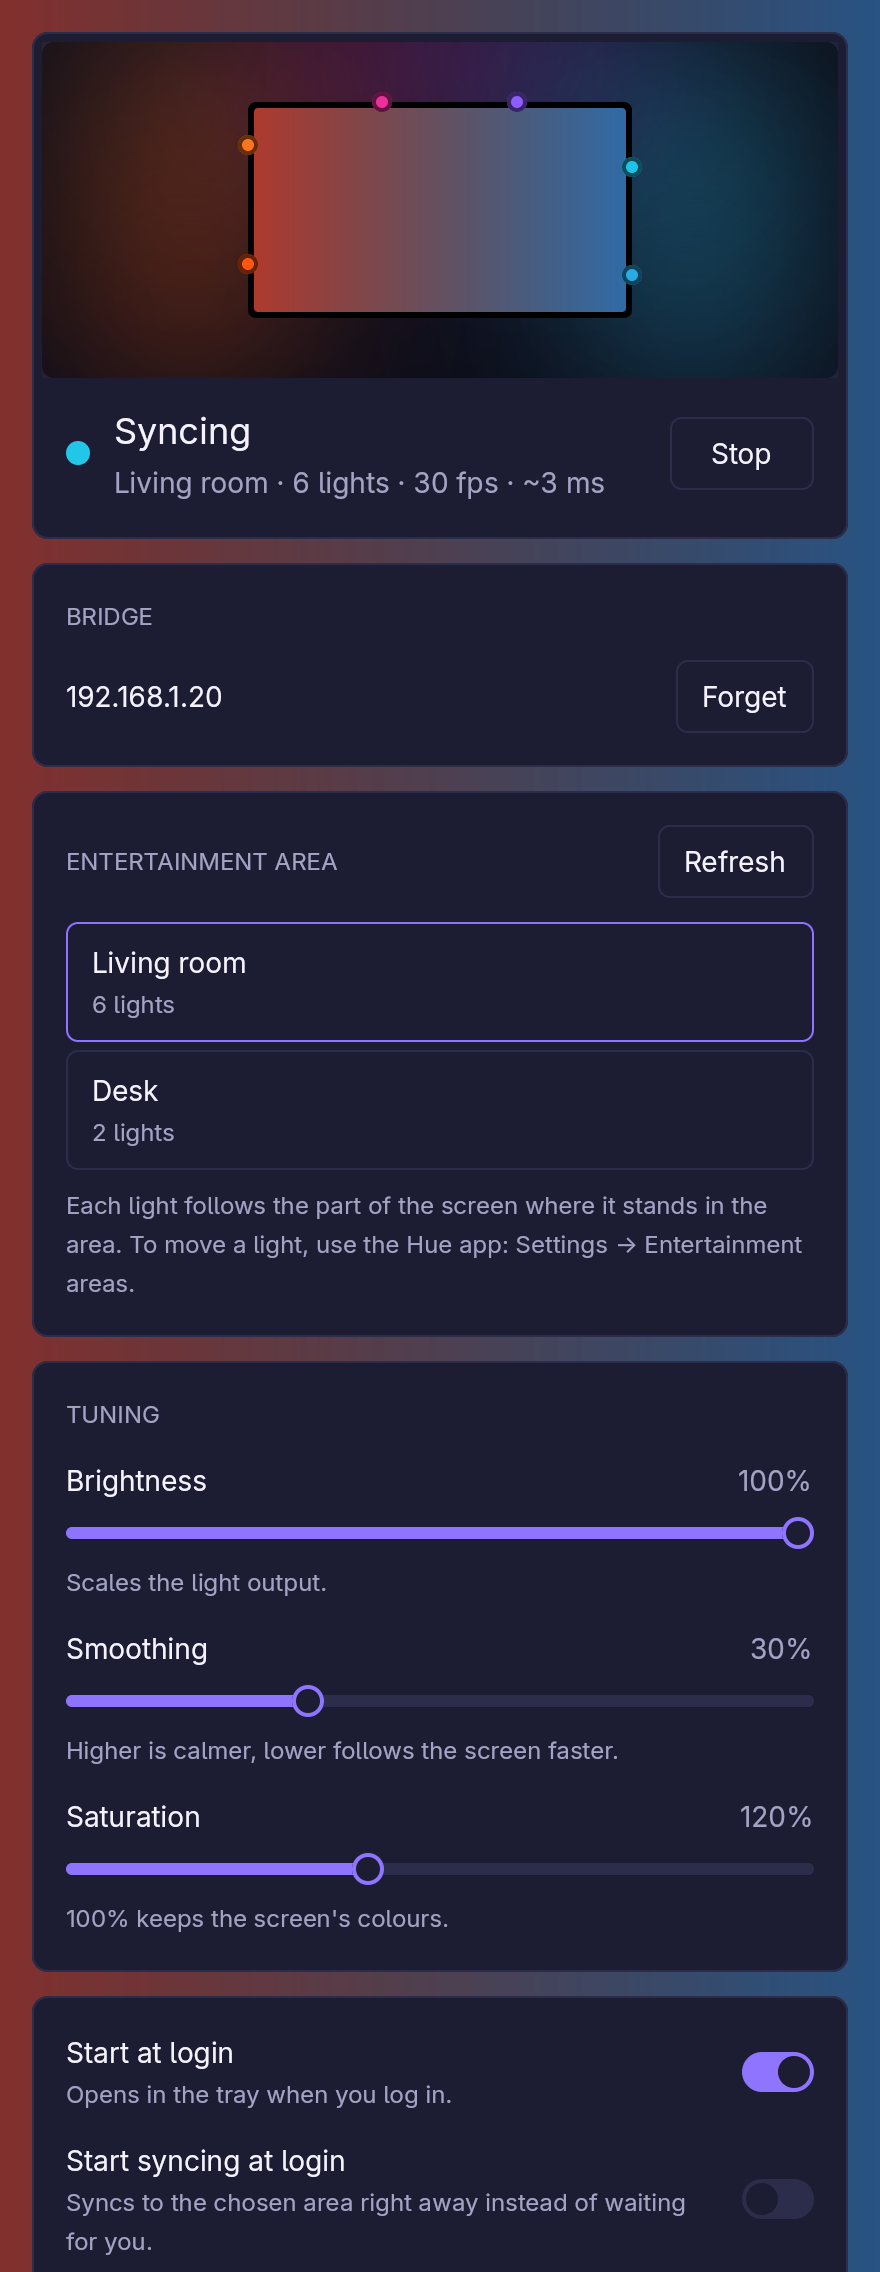 Syncing
Living room · 6 lights · 30 fps · ~3 ms
Stop
BRIDGE
192.168.1.20
Forget
ENTERTAINMENT AREA
Refresh
Living room
6 lights
Desk
2 lights
Each light follows the part of the screen where it stands in the
area. To move a light, use the Hue app: Settings → Entertainment
areas.
TUNING
Brightness
100%
Scales the light output.
Smoothing
30%
Higher is calmer, lower follows the screen faster.
Saturation
120%
100% keeps the screen's colours.
Start at login
Opens in the tray when you log in.
Start syncing at login
Syncs to the chosen area right away instead of waiting
for you.